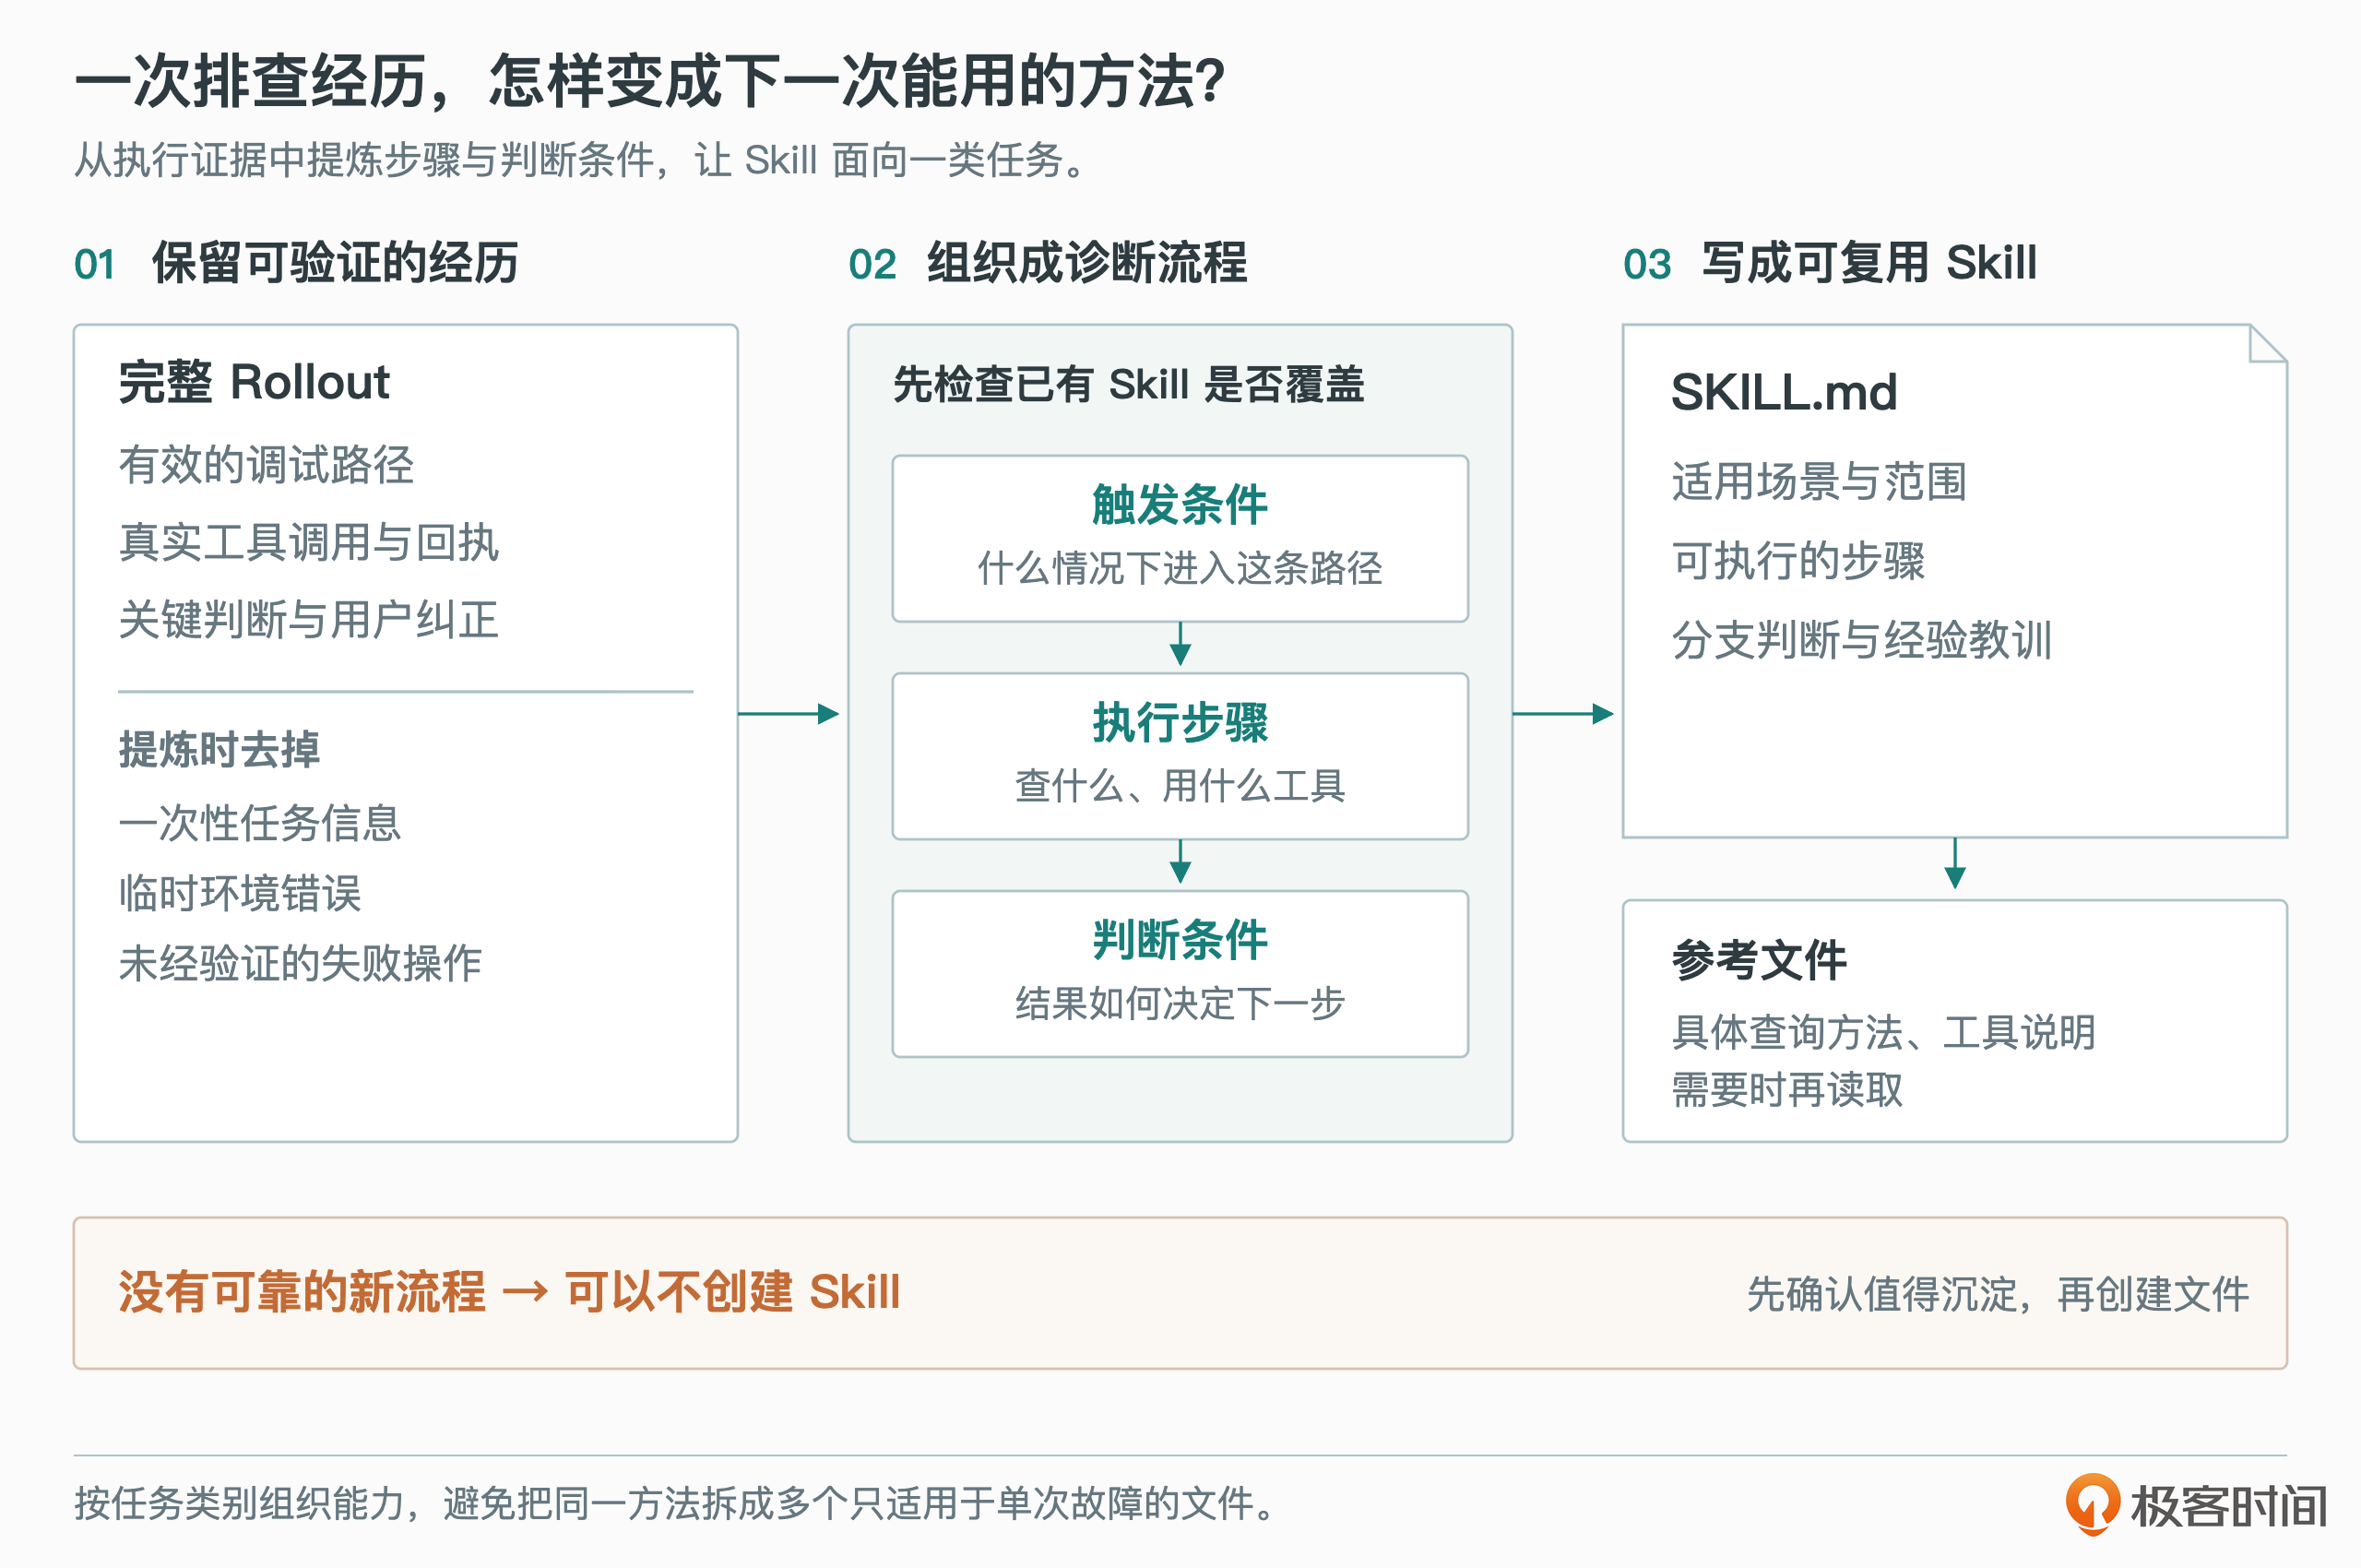 一次排查经历，怎样变成下一次能用的方法？
从执行证据中提炼步骤与判断条件，让 Skill 面向一类任务。
01 保留可验证的经历
完整 Rollout
有效的调试路径
真实工具调用与回执
关键判断与用户纠正
提炼时去掉
一次性任务信息
临时环境错误
未经验证的失败操作
02 组织成诊断流程
先检查已有 Skill 是否覆盖
触发条件
什么情况下进入这条路径
执行步骤
查什么、用什么工具
判断条件
结果如何决定下一步
03 写成可复用 Skill
SKILL.md
适用场景与范围
可执行的步骤
分支判断与经验教训
参考文件
具体查询方法、工具说明
需要时再读取
没有可靠的新流程 → 可以不创建 Skill
先确认值得沉淀，再创建文件
按任务类别组织能力，避免把同一方法拆成多个只适用于单次故障的文件。
极客时间